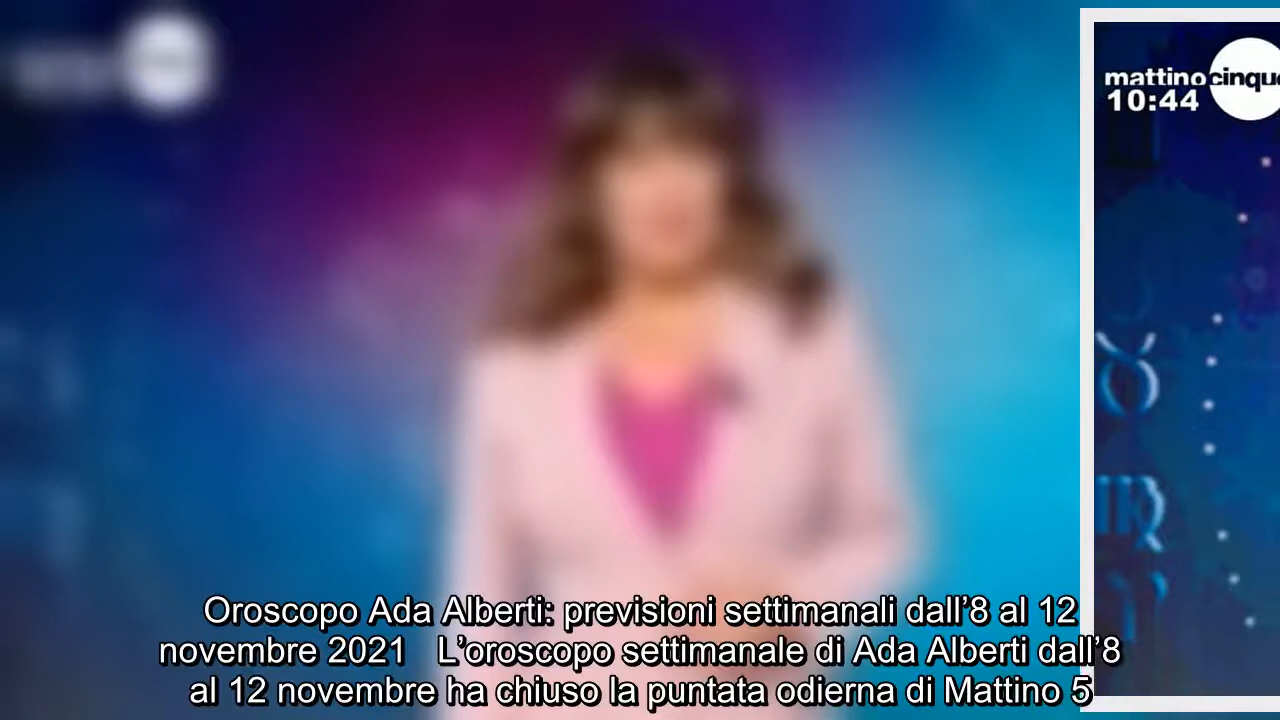 mattino cinque
10:44
Oroscopo Ada Alberti: previsioni settimanali dall’8 al 12
novembre 2021 L’oroscopo settimanale di Ada Alberti dall’8
al 12 novembre ha chiuso la puntata odierna di Mattino 5